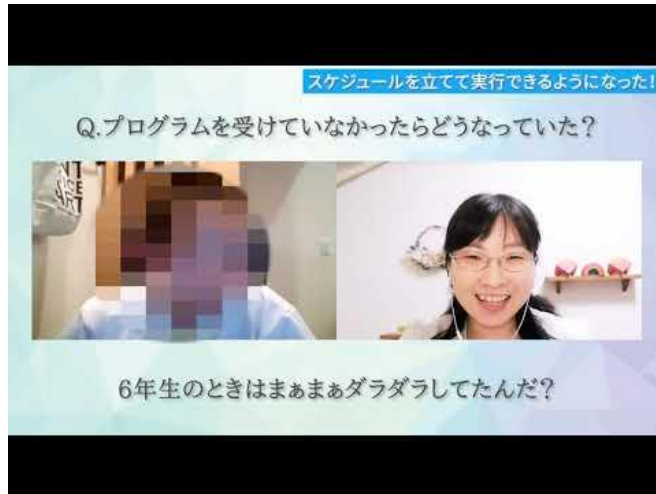 スケジュールを立てて実行できるようになった!
Q.プログラムを受けていなかったらどうなっていた？
6年生のときはまぁまぁダラダラしてたんだ？